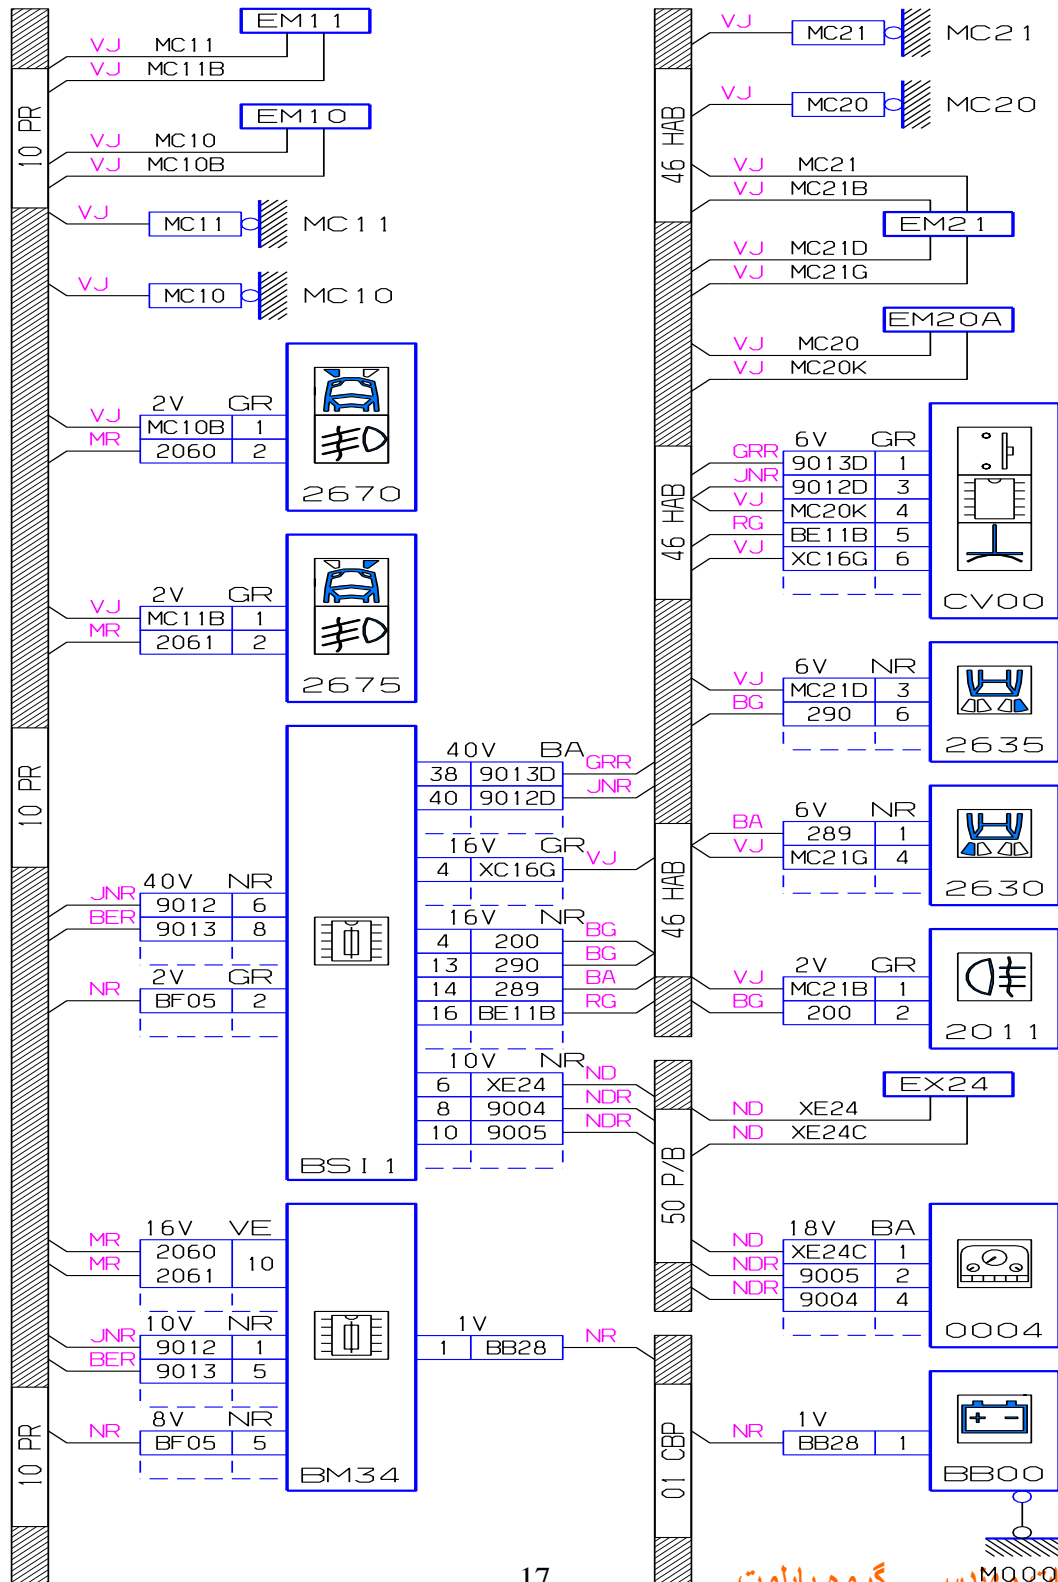 EM11
VJ MC11
VJ MC11B
EM10
VJ MC10
VJ MC10B
10 PR
VJ MC11 MC11
VJ MC10 MC10
2V GR
VJ MC10B 1
MR 2060 2
2670
2V GR
VJ MC11B 1
MR 2061 2
2675
10 PR
40V NR
JNR 9012 6
BER 9013 8
2V GR
NR BF05 2
40V BA
38 9013D GRR
40 9012D JNR
16V GR
4 XC16G VJ
16V NR
4 200 BG
13 290 BG
14 289 BA
16 BE11B RG
10V NR
6 XE24 ND
8 9004 NDR
10 9005 NDR
BSI1
16V VE
MR 2060 10
MR 2061
10V NR
JNR 9012 1
BER 9013 5
8V NR
NR BF05 5
1V
1 BB28 NR
BM34
10 PR
VJ MC21 MC21
VJ MC20 MC20
46 HAB
VJ MC21
VJ MC21B
EM21
VJ MC21D
VJ MC21G
EM20A
VJ MC20
VJ MC20K
6V GR
GRR 9013D 1
JNR 9012D 3
VJ MC20K 4
RG BE11B 5
VJ XC16G 6
CV00
46 HAB
6V NR
VJ MC21D 3
BG 290 6
2635
6V NR
BA 289 1
VJ MC21G 4
2630
46 HAB
2V GR
VJ MC21B 1
BG 200 2
2011
EX24
ND XE24
ND XE24C
50 P/B
18V BA
ND XE24C 1
NDR 9005 2
NDR 9004 4
0004
01 CBP
1V
NR BB28 1
BB00
M000
17